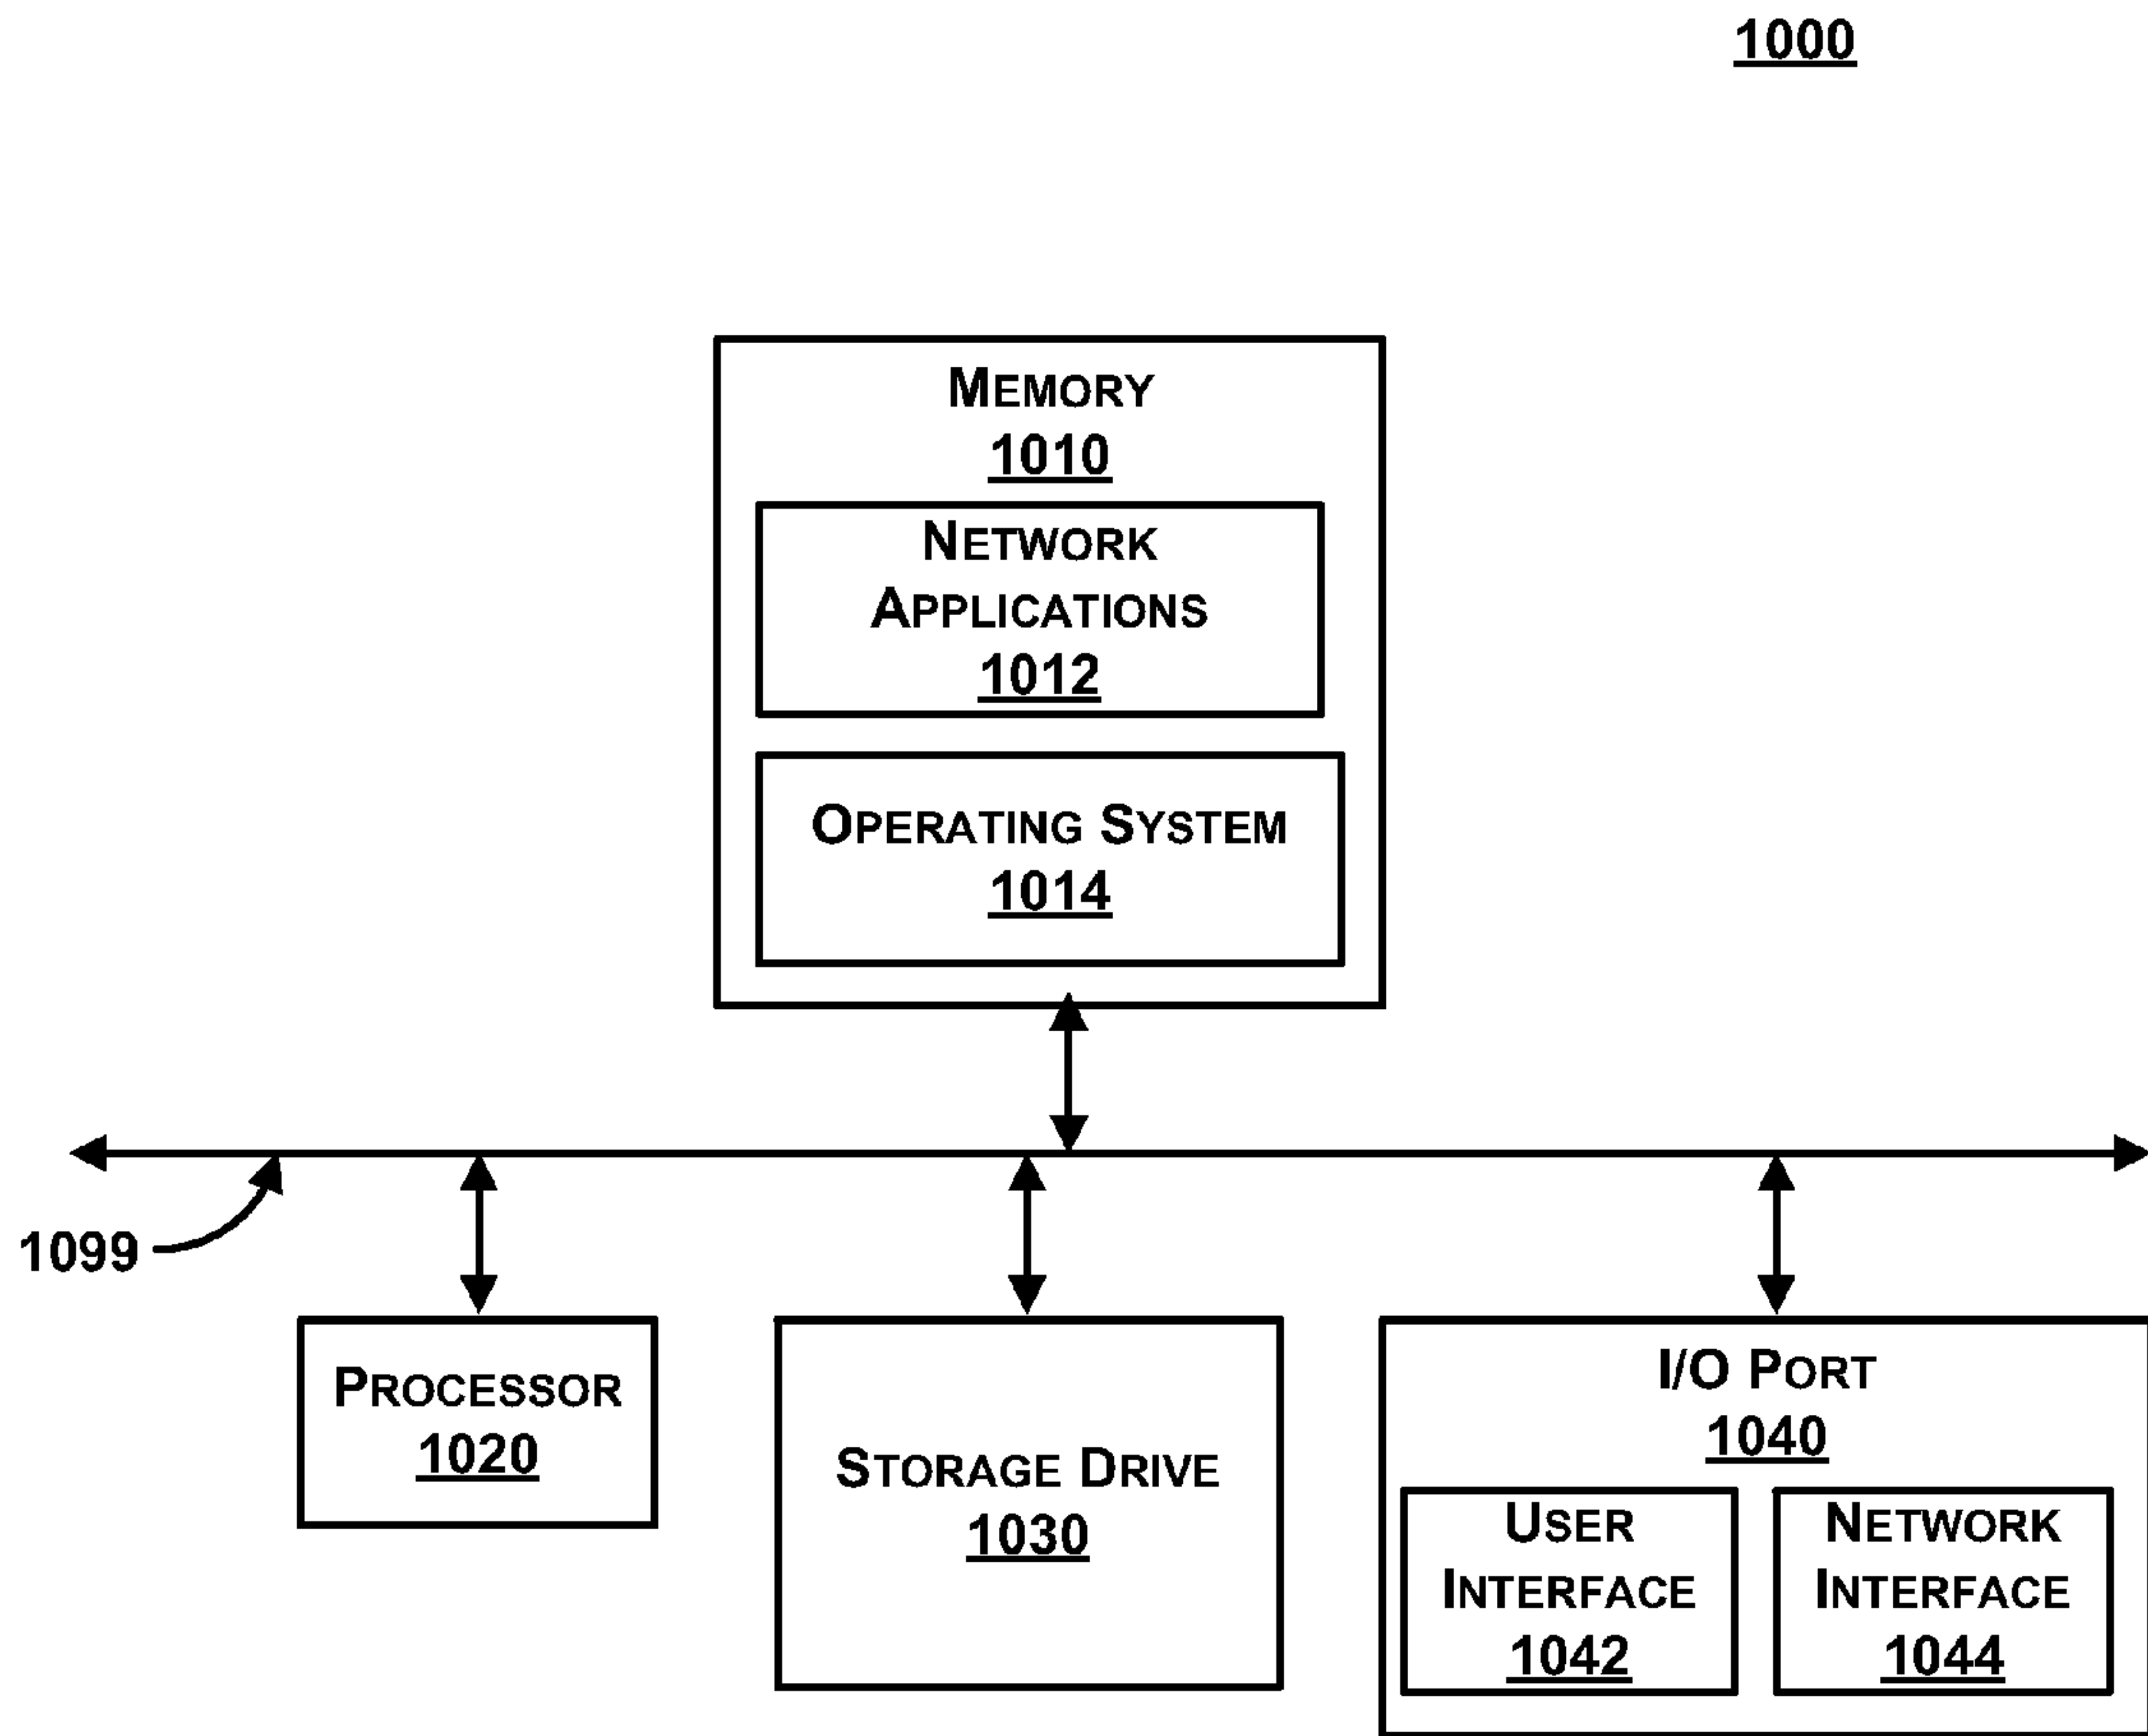 1000
MEMORY
1010
NETWORK
APPLICATIONS
1012
OPERATING SYSTEM
1014
1099
PROCESSOR
1020
STORAGE DRIVE
1030
I/O PORT
1040
USER
INTERFACE
1042
NETWORK
INTERFACE
1044